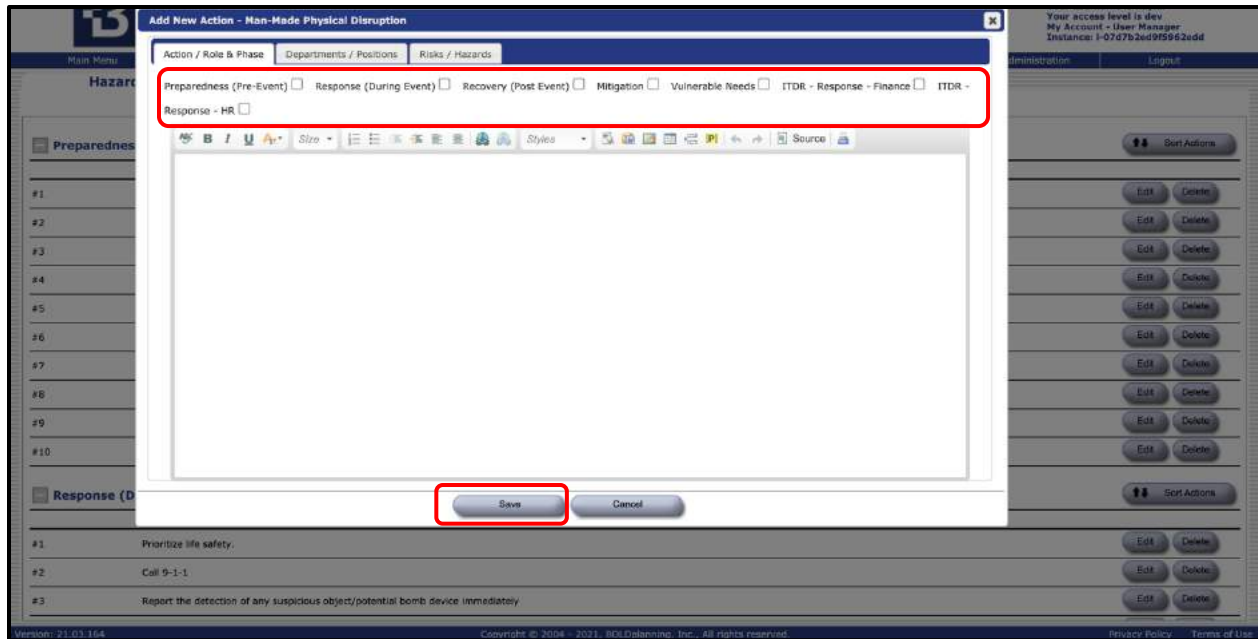 Add New Action - Man-Made Physical Disruption
Your access level is dev
My Account - User Manager
Instance: i-07d7b2ed9f5962edd
Main Menu
dministration
Logout
Action / Role & Phase
Departments / Positions
Risks / Hazards
Hazard
Preparedness (Pre-Event) Response (During Event) Recovery (Post Event) Mitigation Vulnerable Needs ITDR - Response - Finance ITDR -
Response - HR
B I U Size Styles Source
Preparednes
Sort Actions
#1 Edit Delete
#2 Edit Delete
#3 Edit Delete
#4 Edit Delete
#5 Edit Delete
#6 Edit Delete
#7 Edit Delete
#8 Edit Delete
#9 Edit Delete
#10 Edit Delete
Response (D
Sort Actions
Save Cancel
#1 Prioritize life safety. Edit Delete
#2 Call 9-1-1 Edit Delete
#3 Report the detection of any suspicious object/potential bomb device immediately Edit Delete
Version: 21.03.164 Copyright © 2004 - 2021, BOLDplanning, Inc., All rights reserved. Privacy Policy Terms of Use